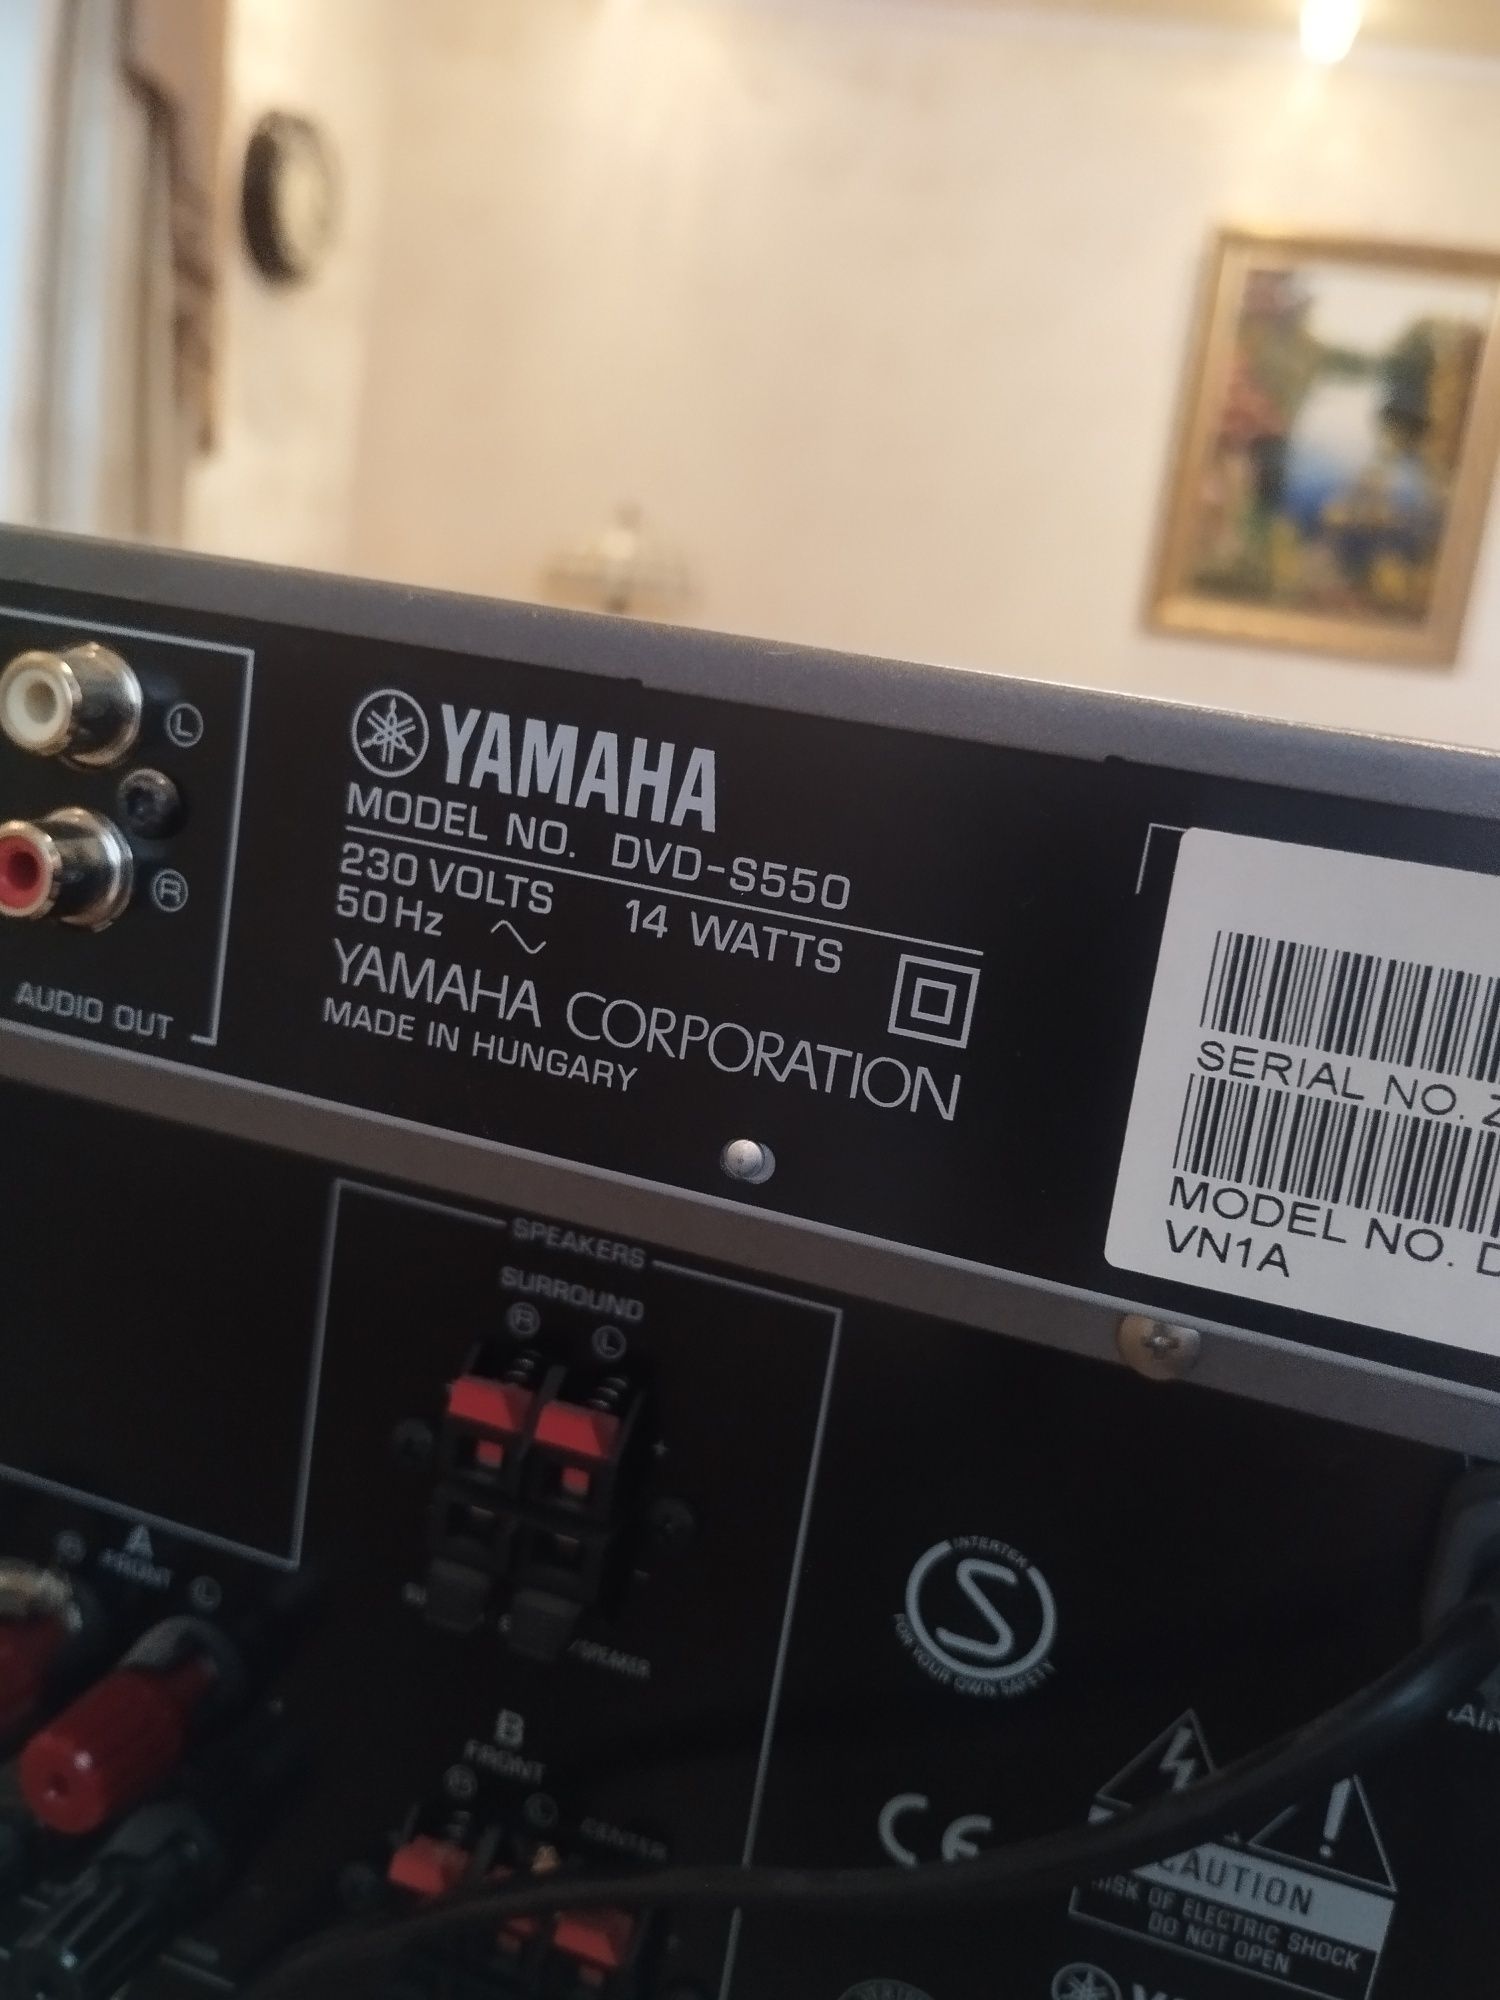 L
R
AUDIO OUT
YAMAHA
MODEL NO. DVD-S550
230 VOLTS 14 WATTS
50Hz
YAMAHA CORPORATION
MADE IN HUNGARY
SERIAL NO. Z
MODEL NO. D
VN1A
SPEAKERS
SURROUND
R L
+
-
A
FRONT
R L
/SPEAKER
B
FRONT
R L
CENTER
INTERTEK
S
FOR YOUR OWN SAFETY
CE
CAUTION
RISK OF ELECTRIC SHOCK
DO NOT OPEN